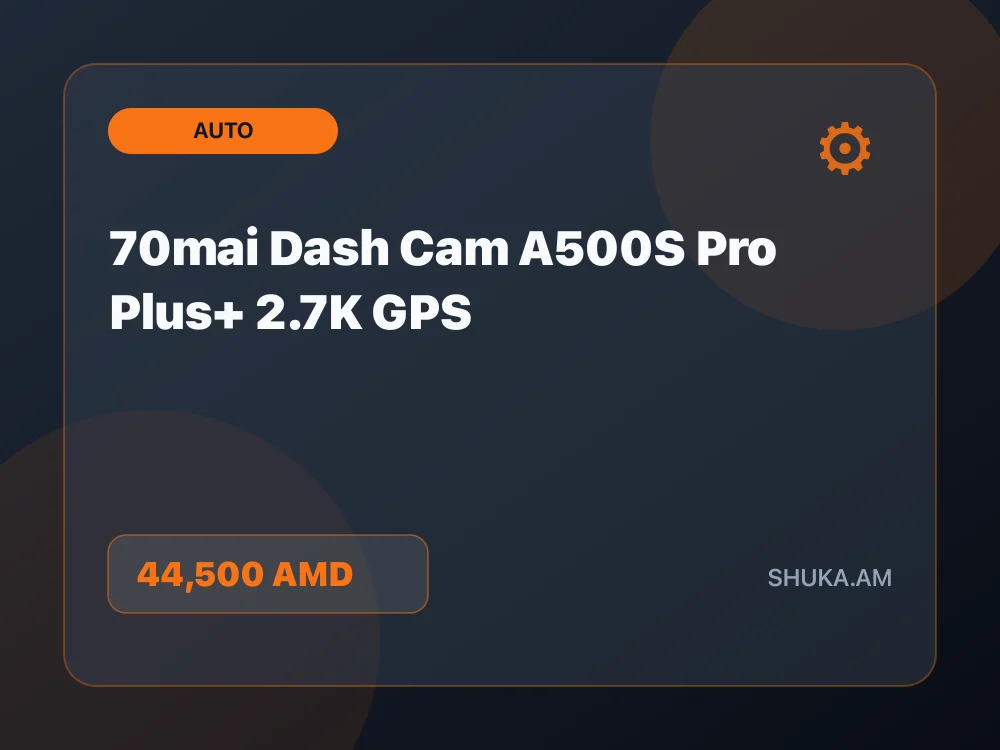 AUTO
70mai Dash Cam A500S Pro
Plus+ 2.7K GPS
44,500 AMD
SHUKA.AM